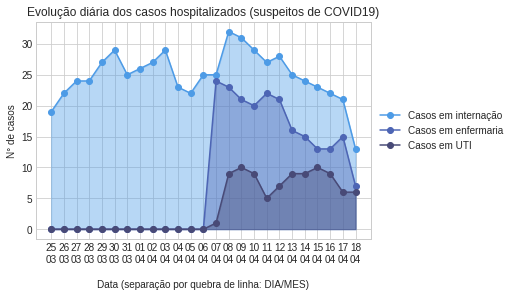 Evolução diária dos casos hospitalizados (suspeitos de COVID19)
N° de casos
30
25
20
15
10
5
0
25 26 27 28 29 30 31 01 02 03 04 05 06 07 08 09 10 11 12 13 14 15 16 17 18
03 03 03 03 03 03 03 04 04 04 04 04 04 04 04 04 04 04 04 04 04 04 04 04 04
Data (separação por quebra de linha: DIA/MES)
Casos em internação
Casos em enfermaria
Casos em UTI